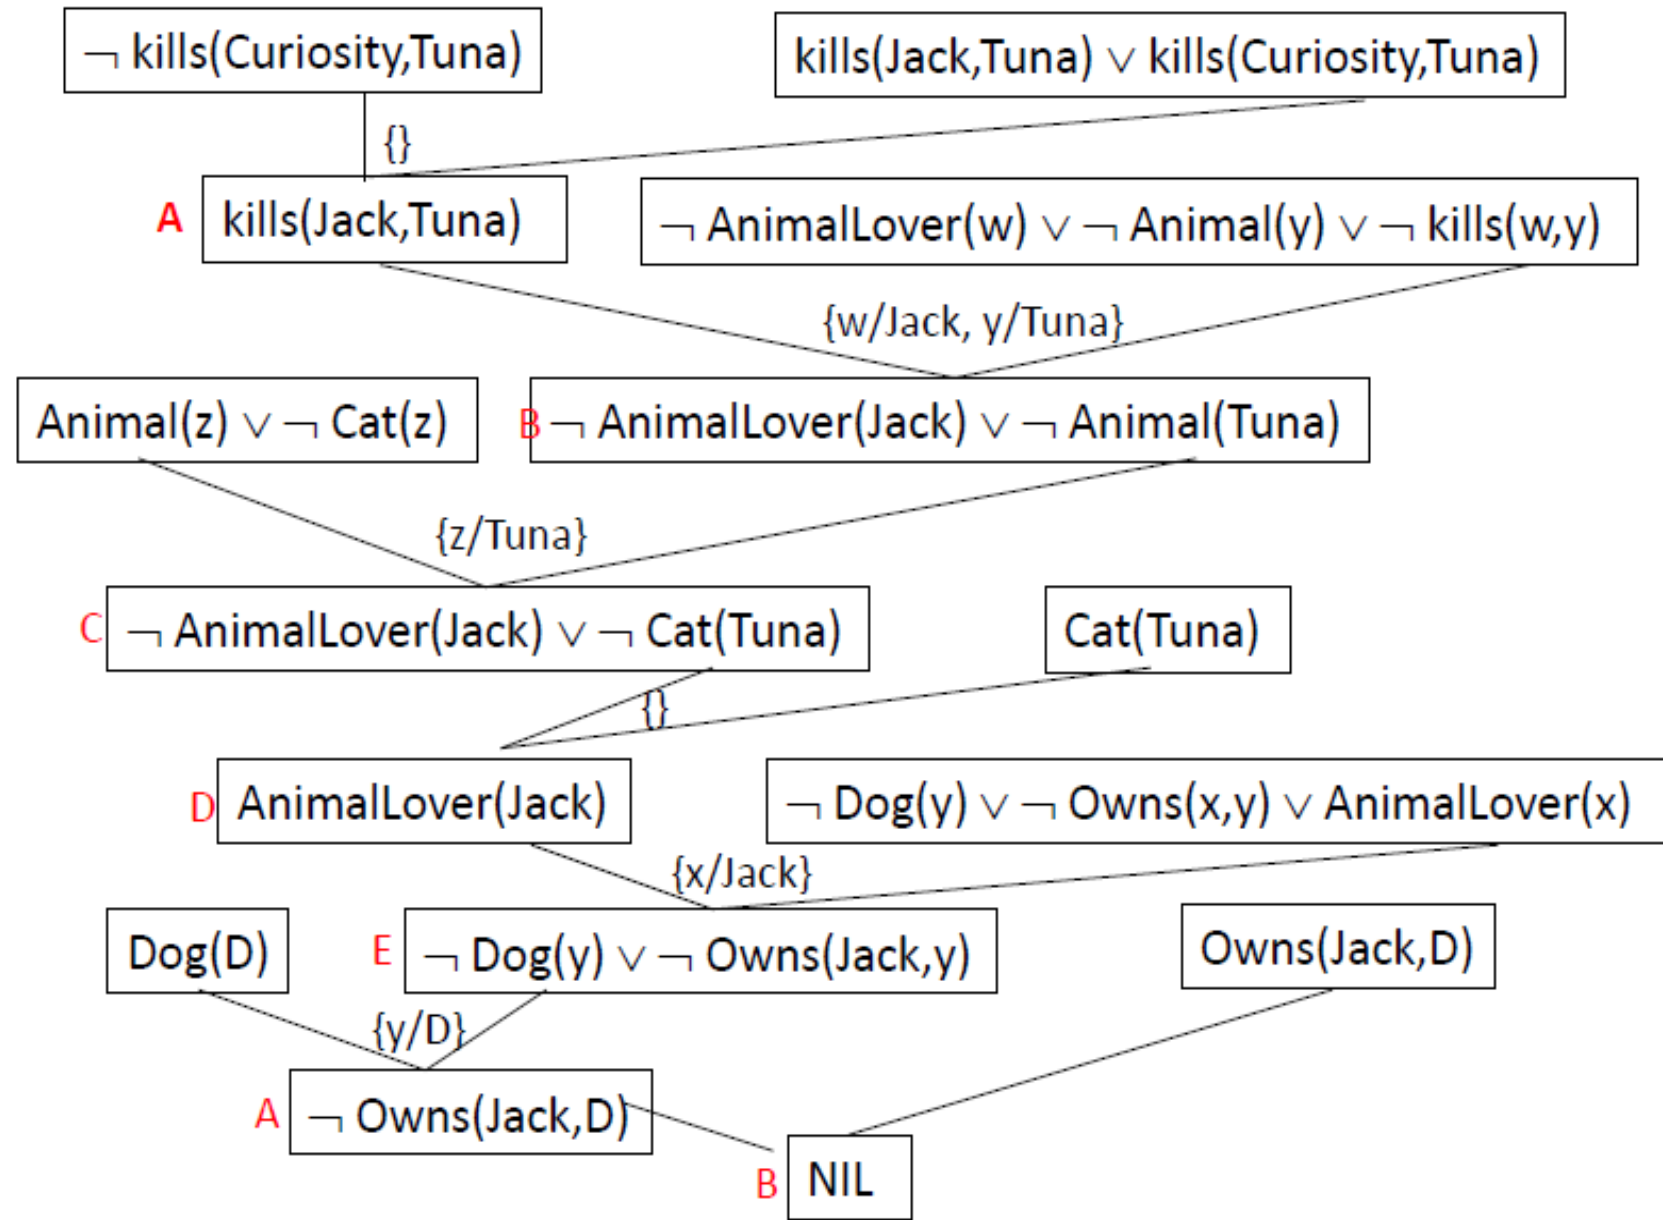 ¬ kills(Curiosity,Tuna)
kills(Jack,Tuna) ∨ kills(Curiosity,Tuna)
{}
A
kills(Jack,Tuna)
¬ AnimalLover(w) ∨ ¬ Animal(y) ∨ ¬ kills(w,y)
{w/Jack, y/Tuna}
Animal(z) ∨ ¬ Cat(z)
B
¬ AnimalLover(Jack) ∨ ¬ Animal(Tuna)
{z/Tuna}
C
¬ AnimalLover(Jack) ∨ ¬ Cat(Tuna)
Cat(Tuna)
{}
D
AnimalLover(Jack)
¬ Dog(y) ∨ ¬ Owns(x,y) ∨ AnimalLover(x)
{x/Jack}
Dog(D)
E
¬ Dog(y) ∨ ¬ Owns(Jack,y)
Owns(Jack,D)
{y/D}
A
¬ Owns(Jack,D)
B
NIL